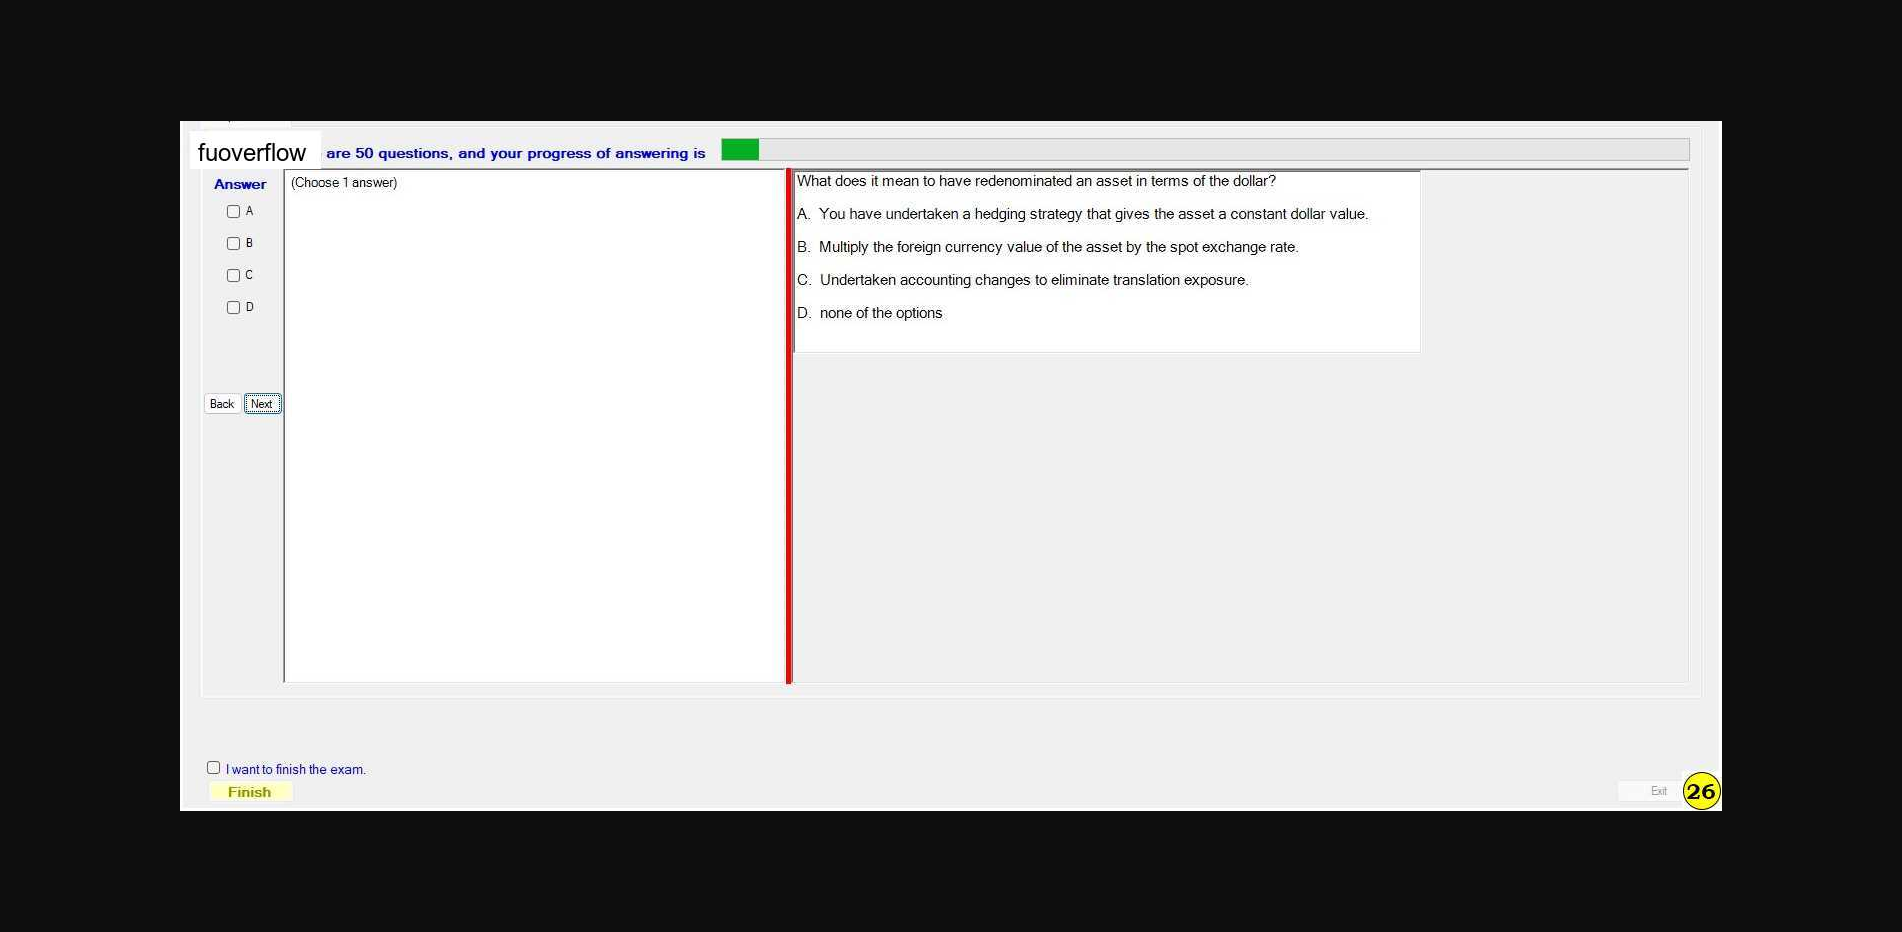 fuoverflow are 50 questions, and your progress of answering is
Answer
(Choose 1 answer)
A
B
C
D
Back Next
What does it mean to have redenominated an asset in terms of the dollar?
A. You have undertaken a hedging strategy that gives the asset a constant dollar value.
B. Multiply the foreign currency value of the asset by the spot exchange rate.
C. Undertaken accounting changes to eliminate translation exposure.
D. none of the options
I want to finish the exam.
Finish
Exit
26